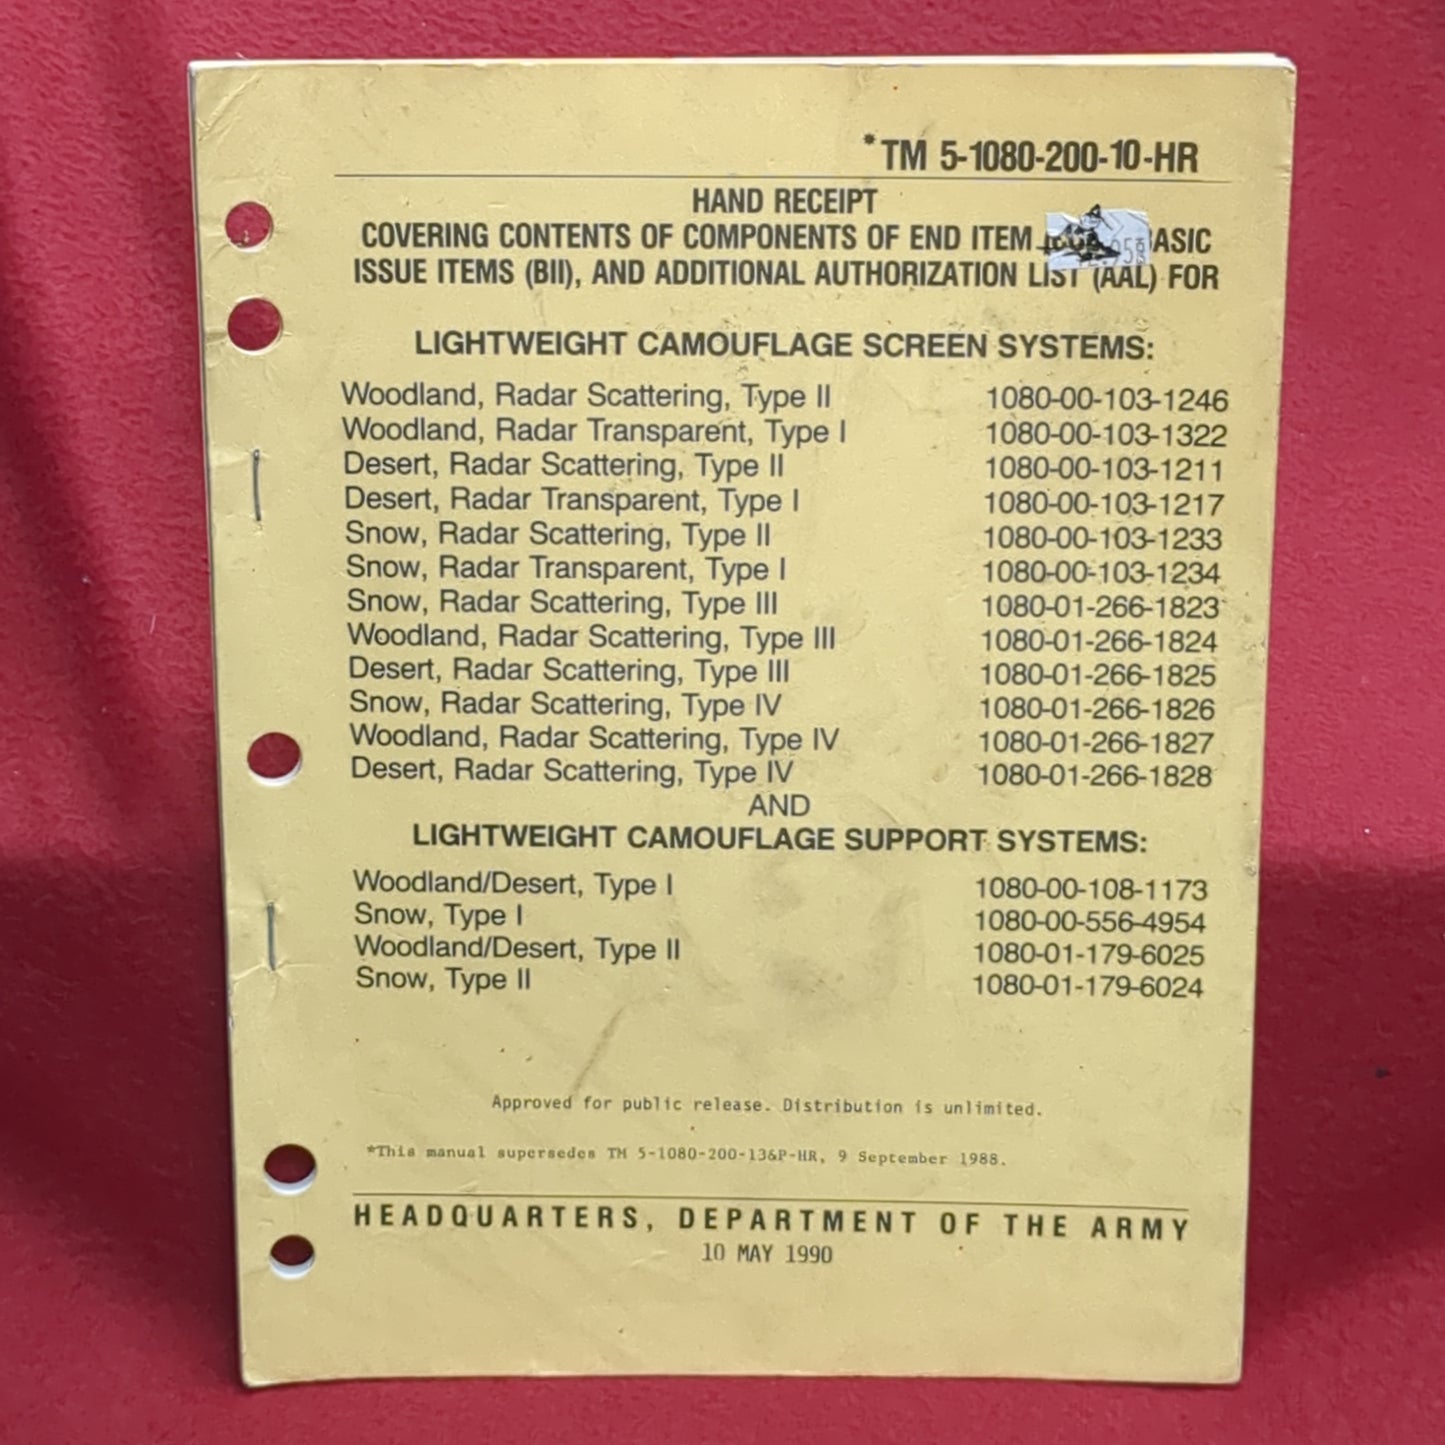 *TM 5-1080-200-10-HR
HAND RECEIPT
COVERING CONTENTS OF COMPONENTS OF END ITEM ASIC
ISSUE ITEMS (BII), AND ADDITIONAL AUTHORIZATION LIST (AAL) FOR
LIGHTWEIGHT CAMOUFLAGE SCREEN SYSTEMS:
Woodland, Radar Scattering, Type II 1080-00-103-1246
Woodland, Radar Transparent, Type I 1080-00-103-1322
Desert, Radar Scattering, Type II 1080-00-103-1211
Desert, Radar Transparent, Type I 1080-00-103-1217
Snow, Radar Scattering, Type II 1080-00-103-1233
Snow, Radar Transparent, Type I 1080-00-103-1234
Snow, Radar Scattering, Type III 1080-01-266-1823
Woodland, Radar Scattering, Type III 1080-01-266-1824
Desert, Radar Scattering, Type III 1080-01-266-1825
Snow, Radar Scattering, Type IV 1080-01-266-1826
Woodland, Radar Scattering, Type IV 1080-01-266-1827
Desert, Radar Scattering, Type IV 1080-01-266-1828
AND
LIGHTWEIGHT CAMOUFLAGE SUPPORT SYSTEMS:
Woodland/Desert, Type I 1080-00-108-1173
Snow, Type I 1080-00-556-4954
Woodland/Desert, Type II 1080-01-179-6025
Snow, Type II 1080-01-179-6024
Approved for public release. Distribution is unlimited.
*This manual supersedes TM 5-1080-200-13&P-HR, 9 September 1988.
HEADQUARTERS, DEPARTMENT OF THE ARMY
10 MAY 1990